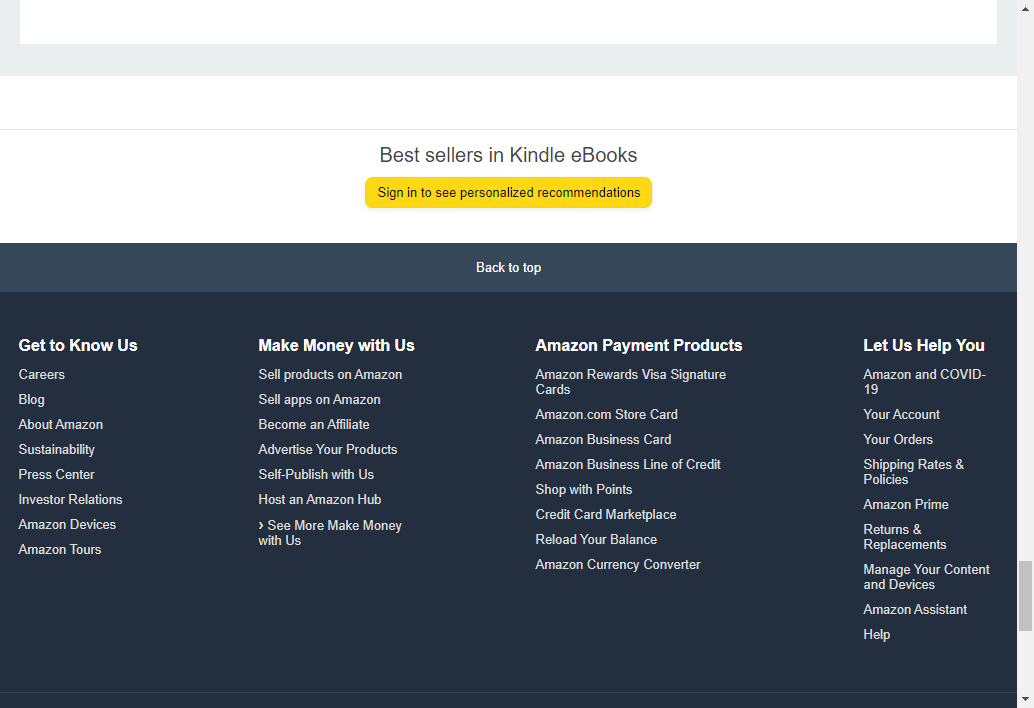 Best sellers in Kindle eBooks
Sign in to see personalized recommendations
Back to top
Get to Know Us
Careers
Blog
About Amazon
Sustainability
Press Center
Investor Relations
Amazon Devices
Amazon Tours
Make Money with Us
Sell products on Amazon
Sell apps on Amazon
Become an Affiliate
Advertise Your Products
Self-Publish with Us
Host an Amazon Hub
› See More Make Money
with Us
Amazon Payment Products
Amazon Rewards Visa Signature
Cards
Amazon.com Store Card
Amazon Business Card
Amazon Business Line of Credit
Shop with Points
Credit Card Marketplace
Reload Your Balance
Amazon Currency Converter
Let Us Help You
Amazon and COVID-
19
Your Account
Your Orders
Shipping Rates &
Policies
Amazon Prime
Returns &
Replacements
Manage Your Content
and Devices
Amazon Assistant
Help